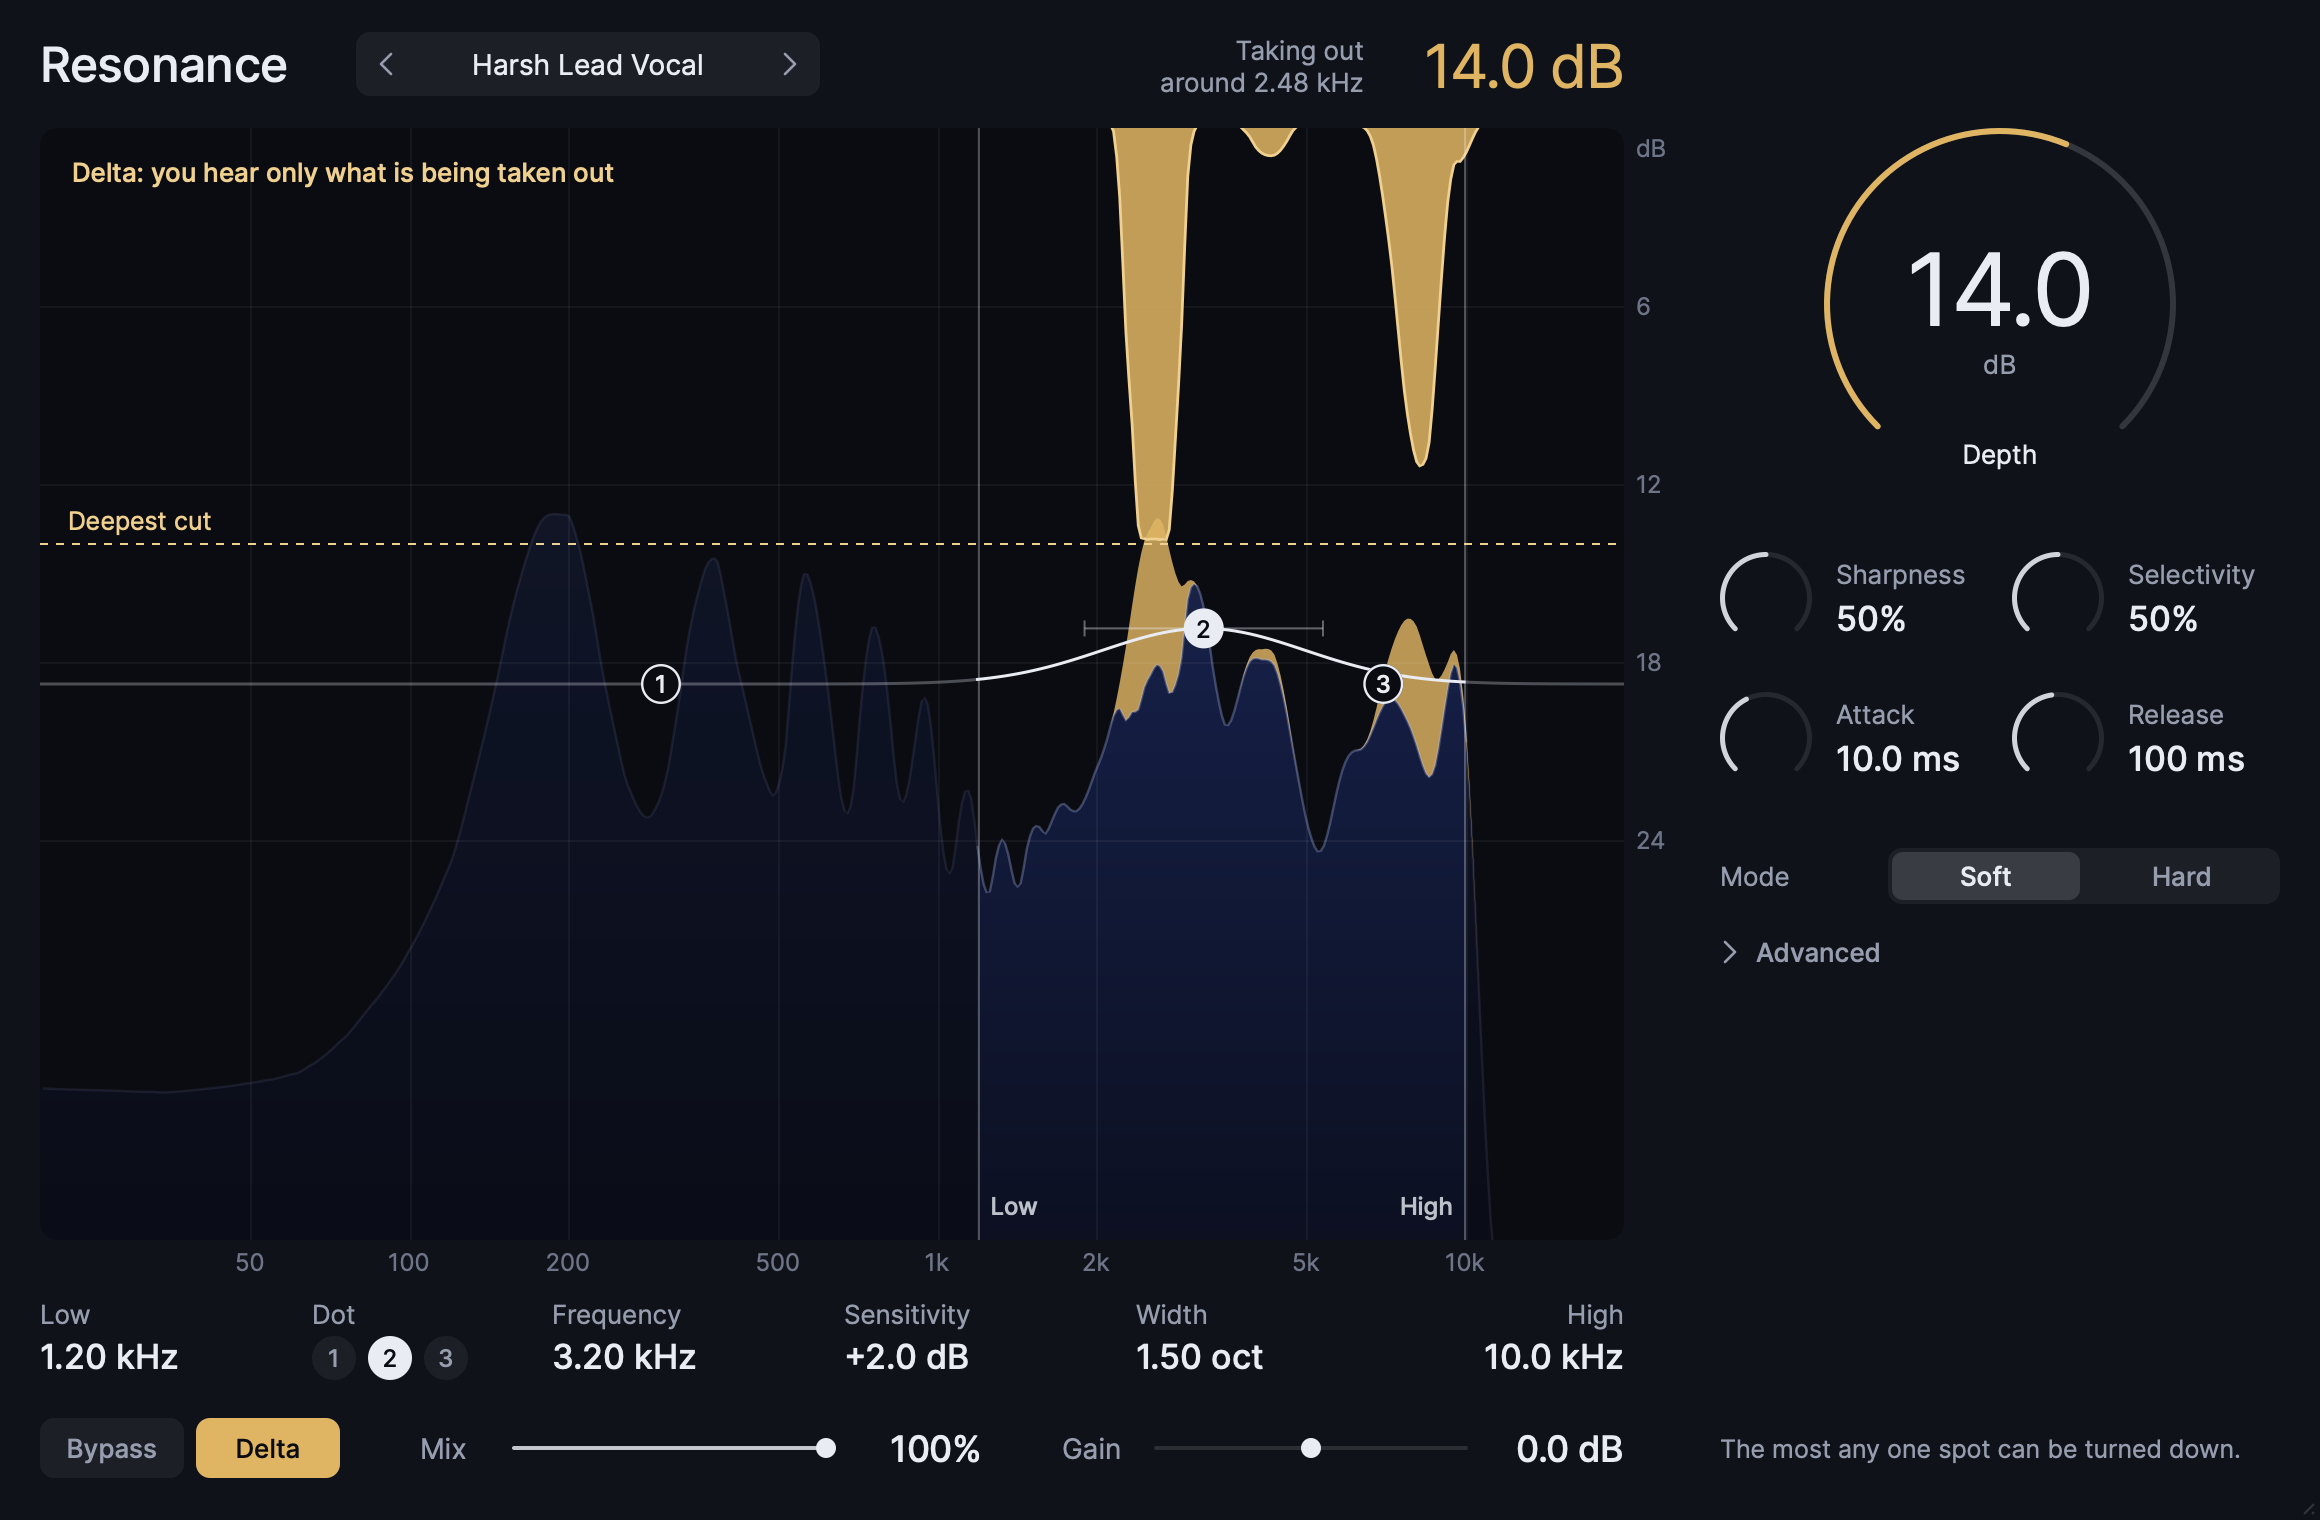 Resonance
Harsh Lead Vocal
Taking out
around 2.48 kHz
14.0 dB
Delta: you hear only what is being taken out
dB
6
12
18
24
Deepest cut
1
2
3
Low
High
50
100
200
500
1k
2k
5k
10k
14.0
dB
Depth
Sharpness
50%
Selectivity
50%
Attack
10.0 ms
Release
100 ms
Mode
Soft
Hard
Advanced
Low
1.20 kHz
Dot
1
2
3
Frequency
3.20 kHz
Sensitivity
+2.0 dB
Width
1.50 oct
High
10.0 kHz
Bypass
Delta
Mix
100%
Gain
0.0 dB
The most any one spot can be turned down.